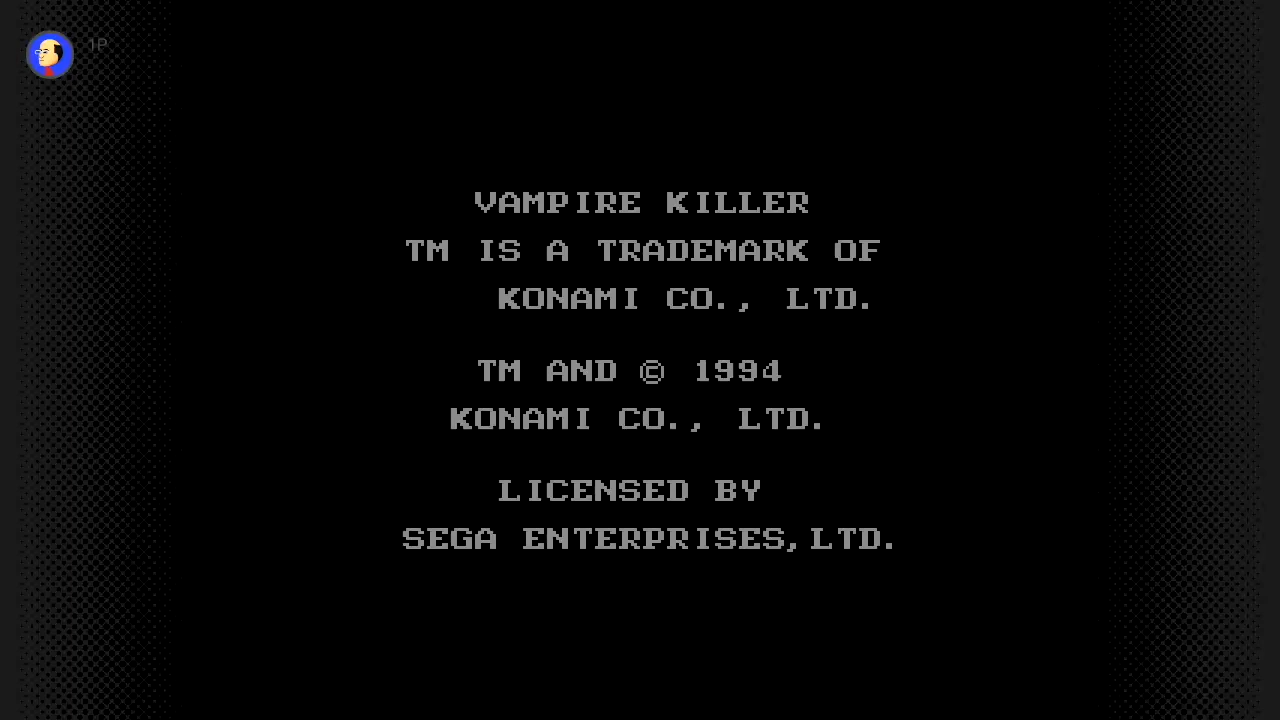 1P
VAMPIRE KILLER
TM IS A TRADEMARK OF
KONAMI CO., LTD.
TM AND © 1994
KONAMI CO., LTD.
LICENSED BY
SEGA ENTERPRISES,LTD.